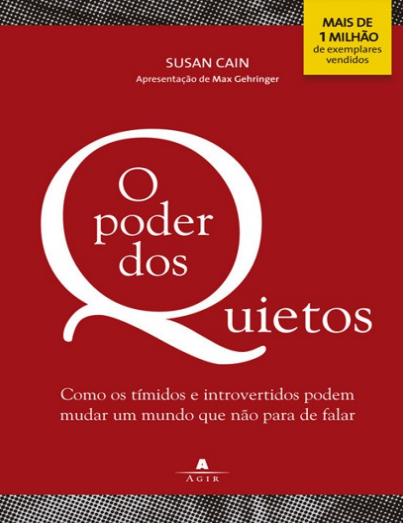 MAIS DE
1 MILHÃO
de exemplares
vendidos
SUSAN CAIN
Apresentação de Max Gehringer
O
poder
dos
Quietos
Como os tímidos e introvertidos podem
mudar um mundo que não para de falar
A
AGIR